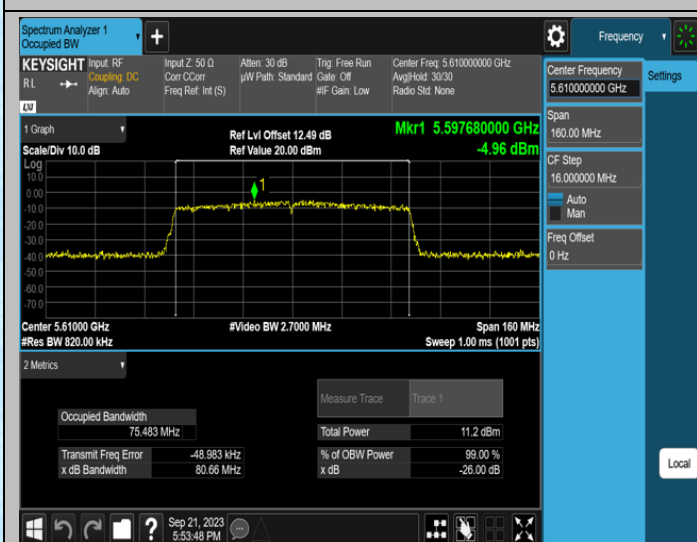 Spectrum Analyzer 1
Occupied BW
Frequency
KEYSIGHT
R L
Input: RF
Coupling: DC
Align: Auto
Input Z: 50 Ω
Corr CCorr
Freq Ref: Int (S)
Atten: 30 dB
µW Path: Standard
Trig: Free Run
Gate: Off
#IF Gain: Low
Center Freq: 5.610000000 GHz
Avg|Hold: 30/30
Radio Std: None
LXI
Center Frequency
5.610000000 GHz
Settings
Span
160.00 MHz
CF Step
16.000000 MHz
Auto
Man
Freq Offset
0 Hz
1 Graph
Scale/Div 10.0 dB
Ref Lvl Offset 12.49 dB
Ref Value 20.00 dBm
Mkr1 5.597680000 GHz
-4.96 dBm
Log
10.0
0.00
-10.0
-20.0
-30.0
-40.0
-50.0
-60.0
-70.0
1
Center 5.61000 GHz
#Video BW 2.7000 MHz
Span 160 MHz
#Res BW 820.00 kHz
Sweep 1.00 ms (1001 pts)
2 Metrics
Measure Trace
Trace 1
Occupied Bandwidth
75.483 MHz
Total Power
11.2 dBm
Transmit Freq Error
-48.983 kHz
% of OBW Power
99.00 %
x dB Bandwidth
80.66 MHz
x dB
-26.00 dB
Local
?
Sep 21, 2023
5:53:48 PM